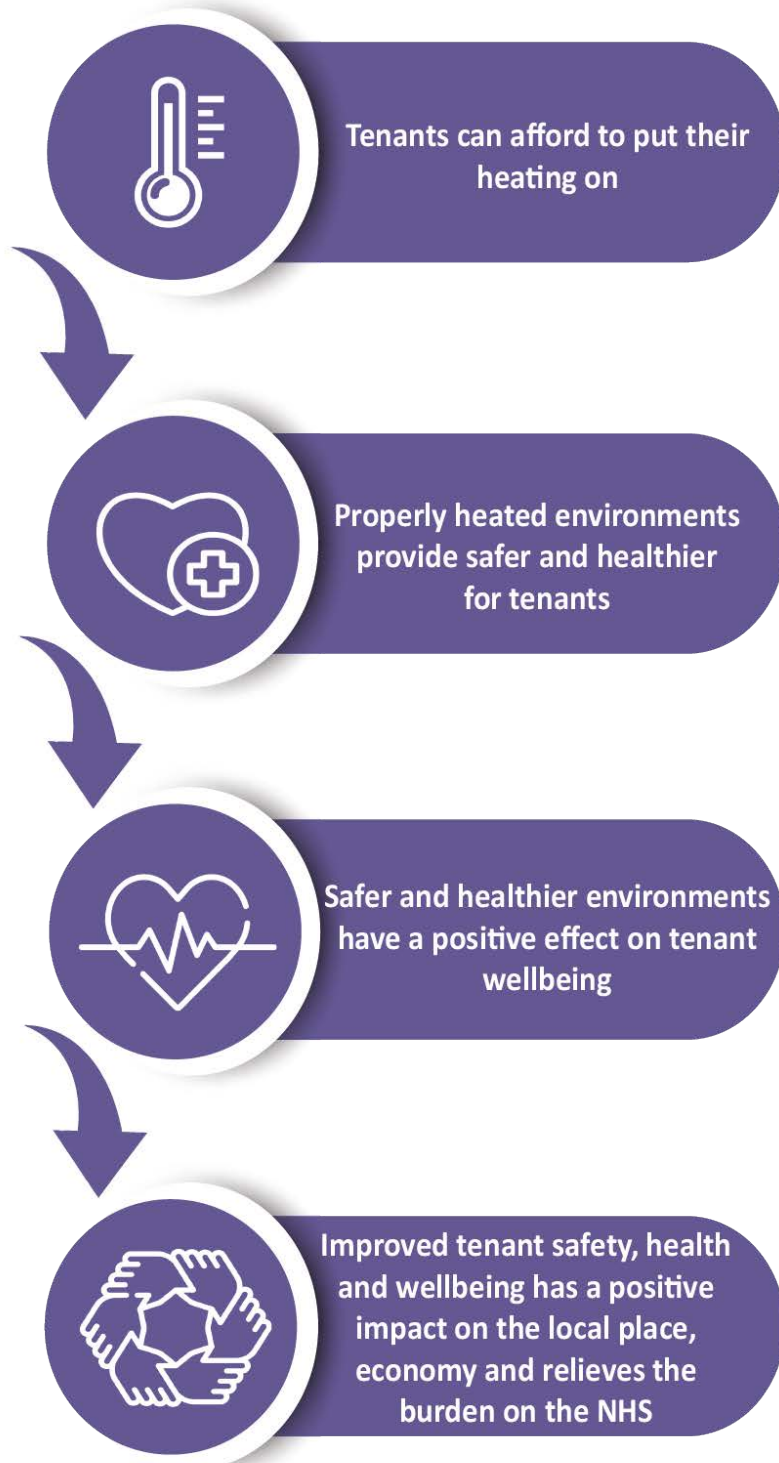 Tenants can afford to put their
heating on
Properly heated environments
provide safer and healthier
for tenants
Safer and healthier environments
have a positive effect on tenant
wellbeing
Improved tenant safety, health
and wellbeing has a positive
impact on the local place,
economy and relieves the
burden on the NHS